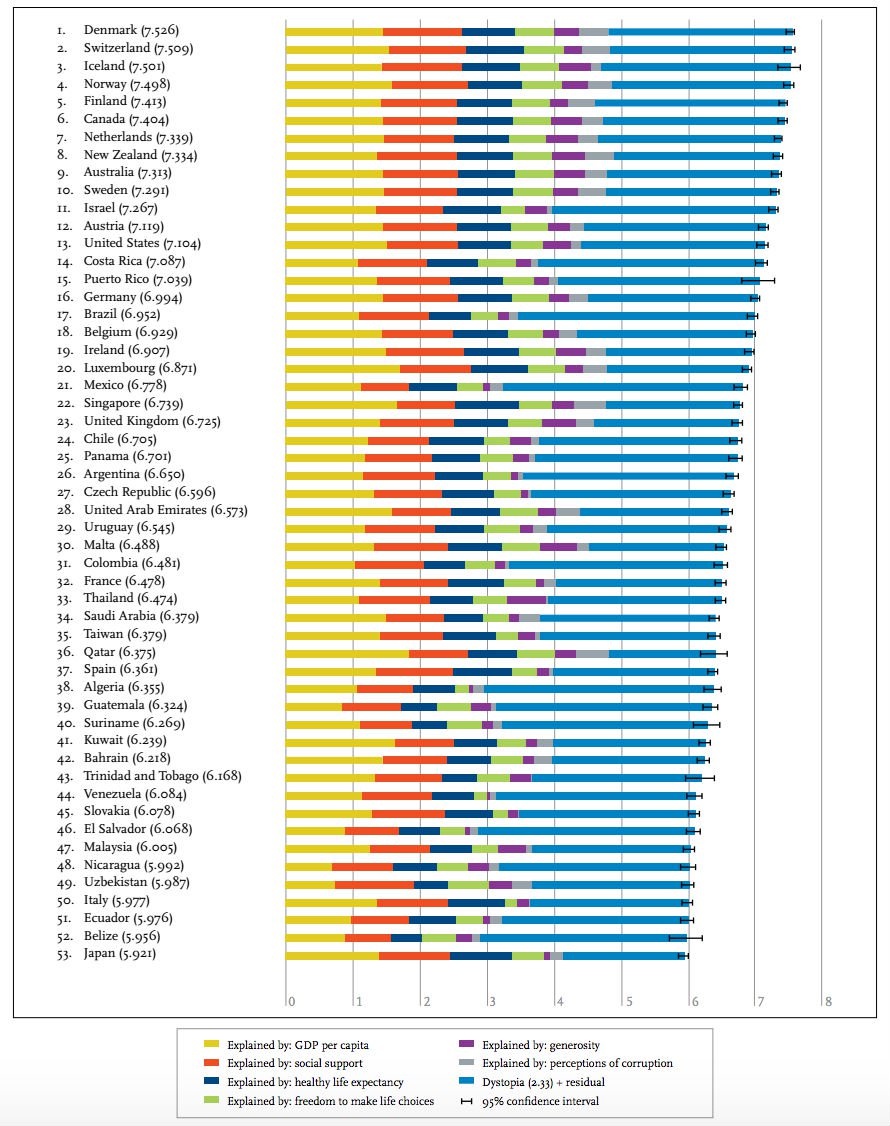 1. Denmark (7.526)
2. Switzerland (7.509)
3. Iceland (7.501)
4. Norway (7.498)
5. Finland (7.413)
6. Canada (7.404)
7. Netherlands (7.339)
8. New Zealand (7.334)
9. Australia (7.313)
10. Sweden (7.291)
11. Israel (7.267)
12. Austria (7.119)
13. United States (7.104)
14. Costa Rica (7.087)
15. Puerto Rico (7.039)
16. Germany (6.994)
17. Brazil (6.952)
18. Belgium (6.929)
19. Ireland (6.907)
20. Luxembourg (6.871)
21. Mexico (6.778)
22. Singapore (6.739)
23. United Kingdom (6.725)
24. Chile (6.705)
25. Panama (6.701)
26. Argentina (6.650)
27. Czech Republic (6.596)
28. United Arab Emirates (6.573)
29. Uruguay (6.545)
30. Malta (6.488)
31. Colombia (6.481)
32. France (6.478)
33. Thailand (6.474)
34. Saudi Arabia (6.379)
35. Taiwan (6.379)
36. Qatar (6.375)
37. Spain (6.361)
38. Algeria (6.355)
39. Guatemala (6.324)
40. Suriname (6.269)
41. Kuwait (6.239)
42. Bahrain (6.218)
43. Trinidad and Tobago (6.168)
44. Venezuela (6.084)
45. Slovakia (6.078)
46. El Salvador (6.068)
47. Malaysia (6.005)
48. Nicaragua (5.992)
49. Uzbekistan (5.987)
50. Italy (5.977)
51. Ecuador (5.976)
52. Belize (5.956)
53. Japan (5.921)
0 1 2 3 4 5 6 7 8
Explained by: GDP per capita
Explained by: social support
Explained by: healthy life expectancy
Explained by: freedom to make life choices
Explained by: generosity
Explained by: perceptions of corruption
Dystopia (2.33) + residual
95% confidence interval